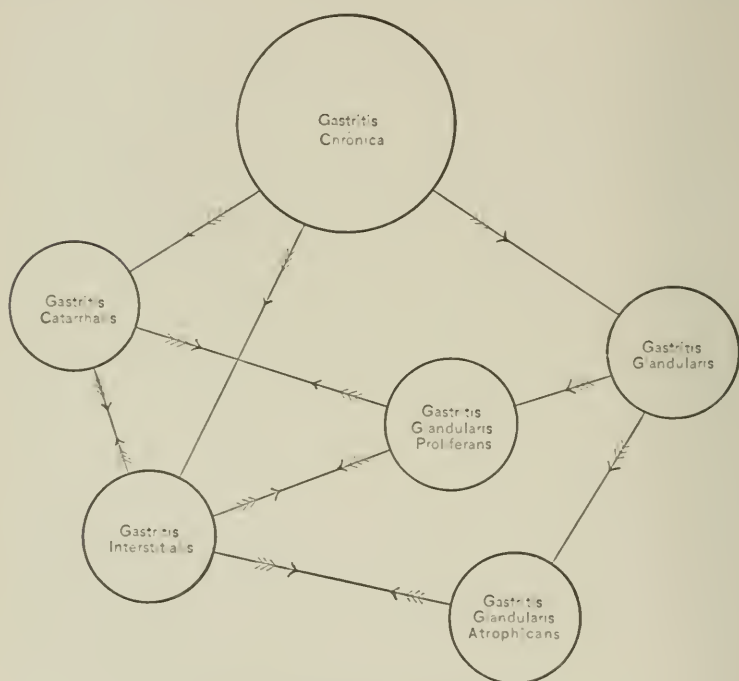 Gastritis
Chronica
Gastritis
Catarrhalis
Gastritis
Glandularis
Gastritis
Glandularis
Proliferans
Gastritis
Interstitialis
Gastritis
Glandularis
Atrophicans